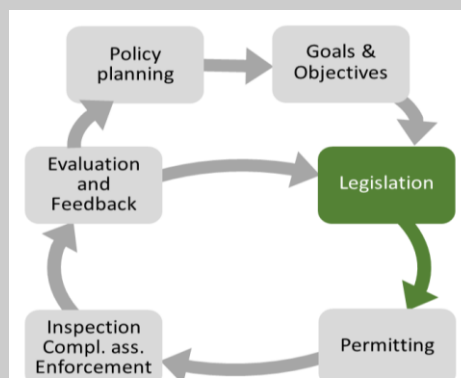 Policy
planning
Goals &
Objectives
Evaluation
and
Feedback
Legislation
Inspection
Compl. ass.
Enforcement
Permitting